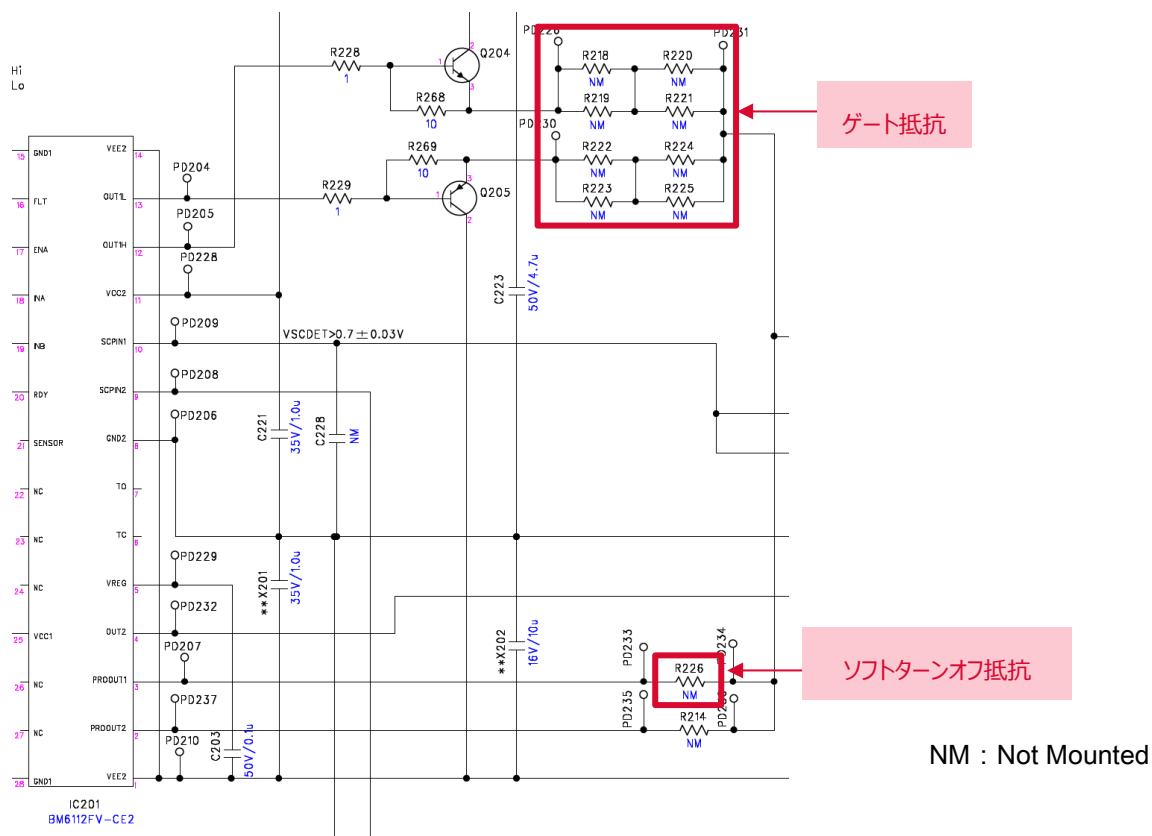 Hi
Lo
R228
1
R268
10
2
1
Q204
3
PD231
R218
NM
R220
NM
R219
NM
R221
NM
PD230
R222
NM
R224
NM
R223
NM
R225
NM
ゲート抵抗
R269
10
R229
1
3
1
Q205
2
PD204
PD205
PD228
PD209
PD208
PD206
PD229
PD232
PD207
PD237
PD210
VSCDET>0.7±0.03V
15 GND1 VEE2 14
16 FLT OUT1L 13
17 ENA OUT1H 12
18 INA VCC2 11
19 INB SCPIN1 10
20 RDY SCPIN2 9
21 SENSOR GND2 8
22 NC TO 7
23 NC TC 6
24 NC VREG 5
25 VCC1 OUT2 4
26 NC PROOUT1 3
27 NC PROOUT2 2
28 GND1 VEE2 1
IC201
BM6112FV-CE2
C221
35V/1.0u
C228
NM
C223
50V/4.7u
**X201
35V/1.0u
**X202
16V/10u
C203
50V/0.1u
PD233
R226
NM
PD234
PD235
R214
NM
ソフトターンオフ抵抗
NM：Not Mounted